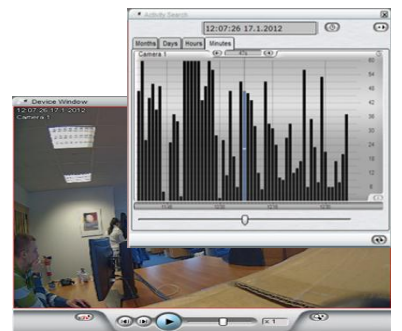 Activity Search
12:07:26 17.1.2012
Months Days Hours Minutes
Camera 1
60
54
48
42
36
30
24
18
12
6
Device Window
12:07:26 17.1.2012
Camera 1
x 1